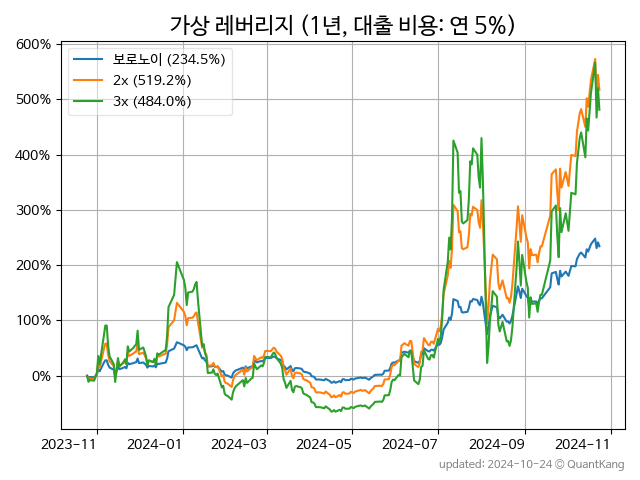 가상 레버리지 (1년, 대출 비용: 연 5%)
600%
500%
400%
300%
200%
100%
0%
보로노이 (234.5%)
2x (519.2%)
3x (484.0%)
2023-11
2024-01
2024-03
2024-05
2024-07
2024-09
2024-11
updated: 2024-10-24 © QuantKang